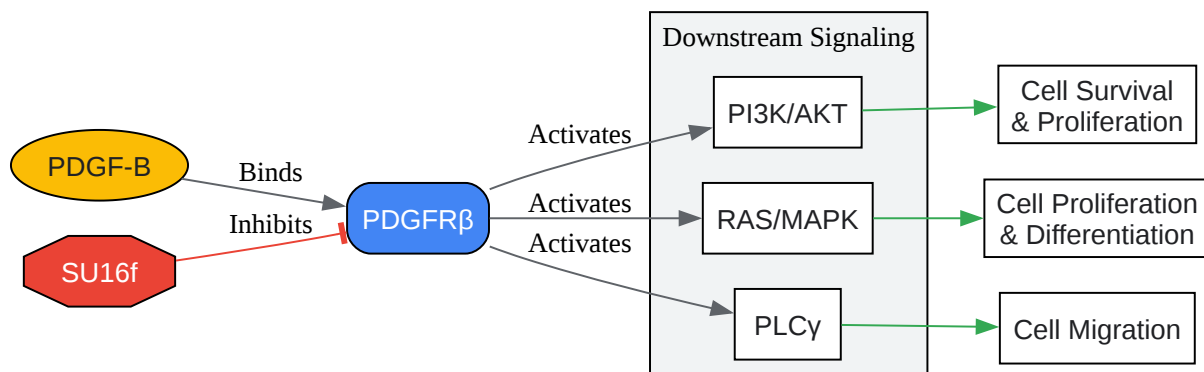 PDGF-B
SU16f
Binds
Inhibits
PDGFRβ
Activates
Activates
Activates
Downstream Signaling
PI3K/AKT
RAS/MAPK
PLCγ
Cell Survival
& Proliferation
Cell Proliferation
& Differentiation
Cell Migration